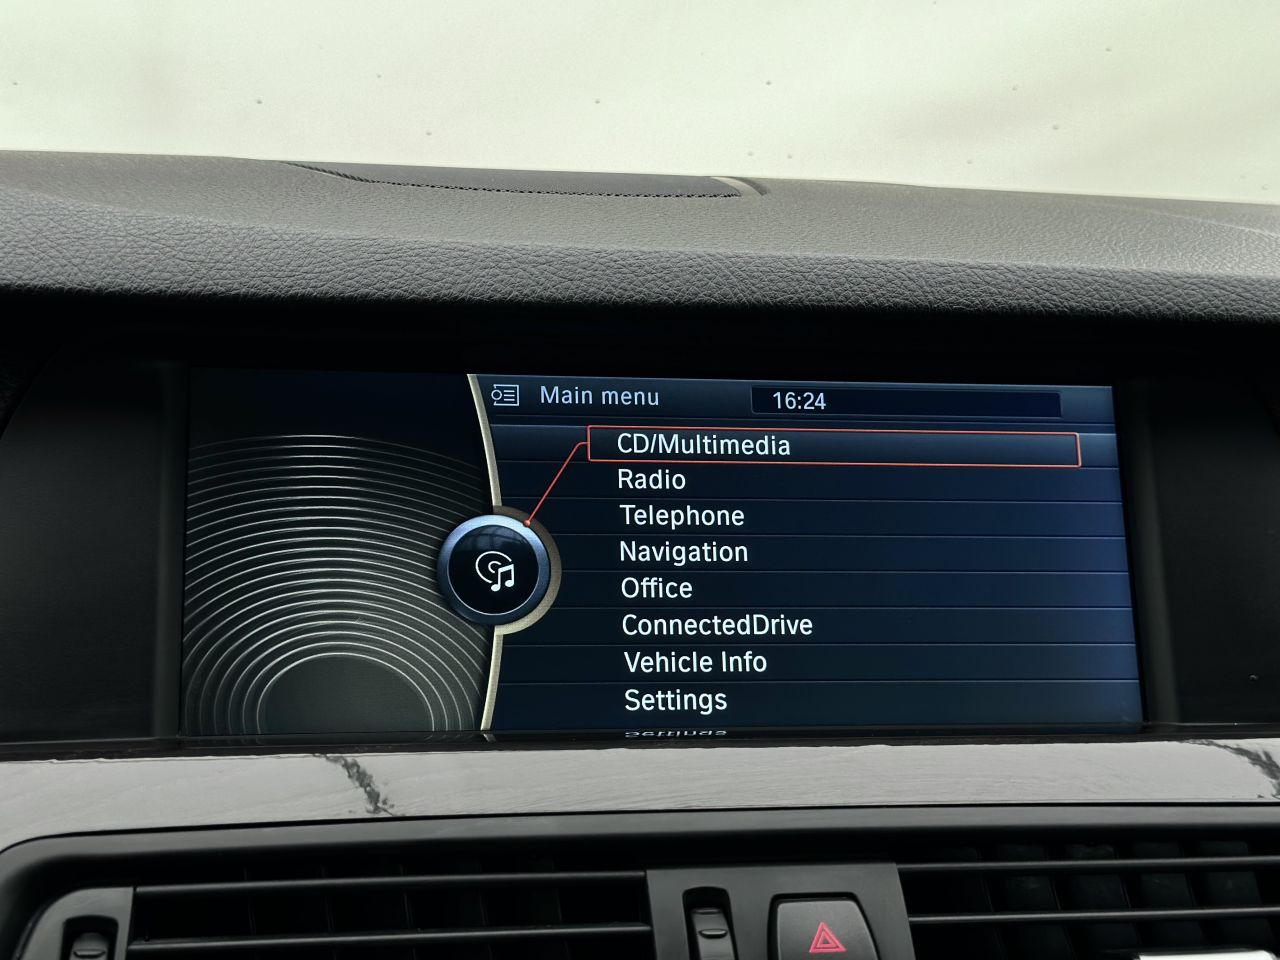 Main menu
16:24
CD/Multimedia
Radio
Telephone
Navigation
Office
ConnectedDrive
Vehicle Info
Settings